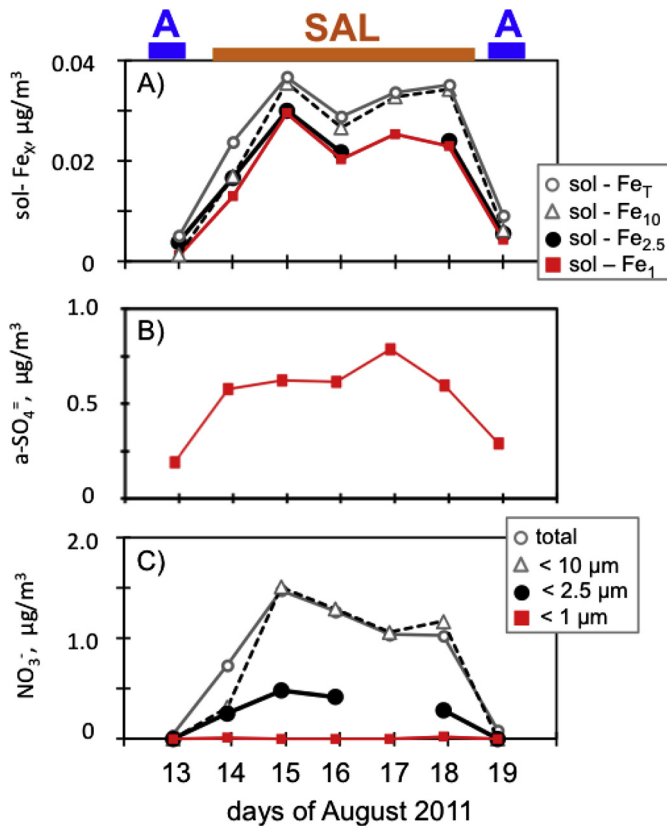 A SAL A
A)
0.04
0.02
0
sol- Feχ, µg/m³
sol - Fe_T
sol - Fe₁₀
sol - Fe₂.₅
sol – Fe₁
B)
1.0
0.5
0
a-SO₄⁼, µg/m³
C)
2.0
1.0
0
NO₃⁻, µg/m³
total
< 10 µm
< 2.5 µm
< 1 µm
13 14 15 16 17 18 19
days of August 2011